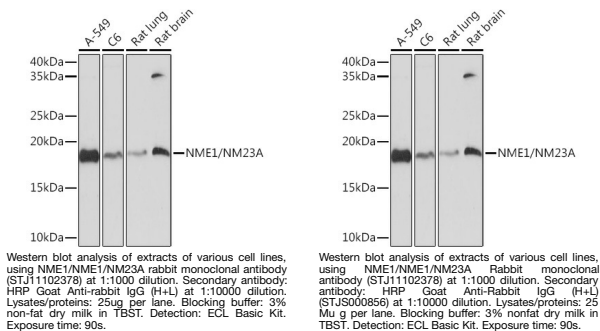 A-549
C6
Rat lung
Rat brain
40kDa
35kDa
25kDa
20kDa
NME1/NM23A
15kDa
10kDa
Western blot analysis of extracts of various cell lines,
using NME1/NME1/NM23A rabbit monoclonal antibody
(STJ11102378) at 1:1000 dilution. Secondary antibody:
HRP Goat Anti-rabbit IgG (H+L) at 1:10000 dilution.
Lysates/proteins: 25ug per lane. Blocking buffer: 3%
non-fat dry milk in TBST. Detection: ECL Basic Kit.
Exposure time: 90s.
A-549
C6
Rat lung
Rat brain
40kDa
35kDa
25kDa
20kDa
NME1/NM23A
15kDa
10kDa
Western blot analysis of extracts of various cell lines,
using NME1/NME1/NM23A Rabbit monoclonal
antibody (STJ11102378) at 1:1000 dilution. Secondary
antibody: HRP Goat Anti-Rabbit IgG (H+L)
(STJS000856) at 1:10000 dilution. Lysates/proteins: 25
Mu g per lane. Blocking buffer: 3% nonfat dry milk in
TBST. Detection: ECL Basic Kit. Exposure time: 90s.